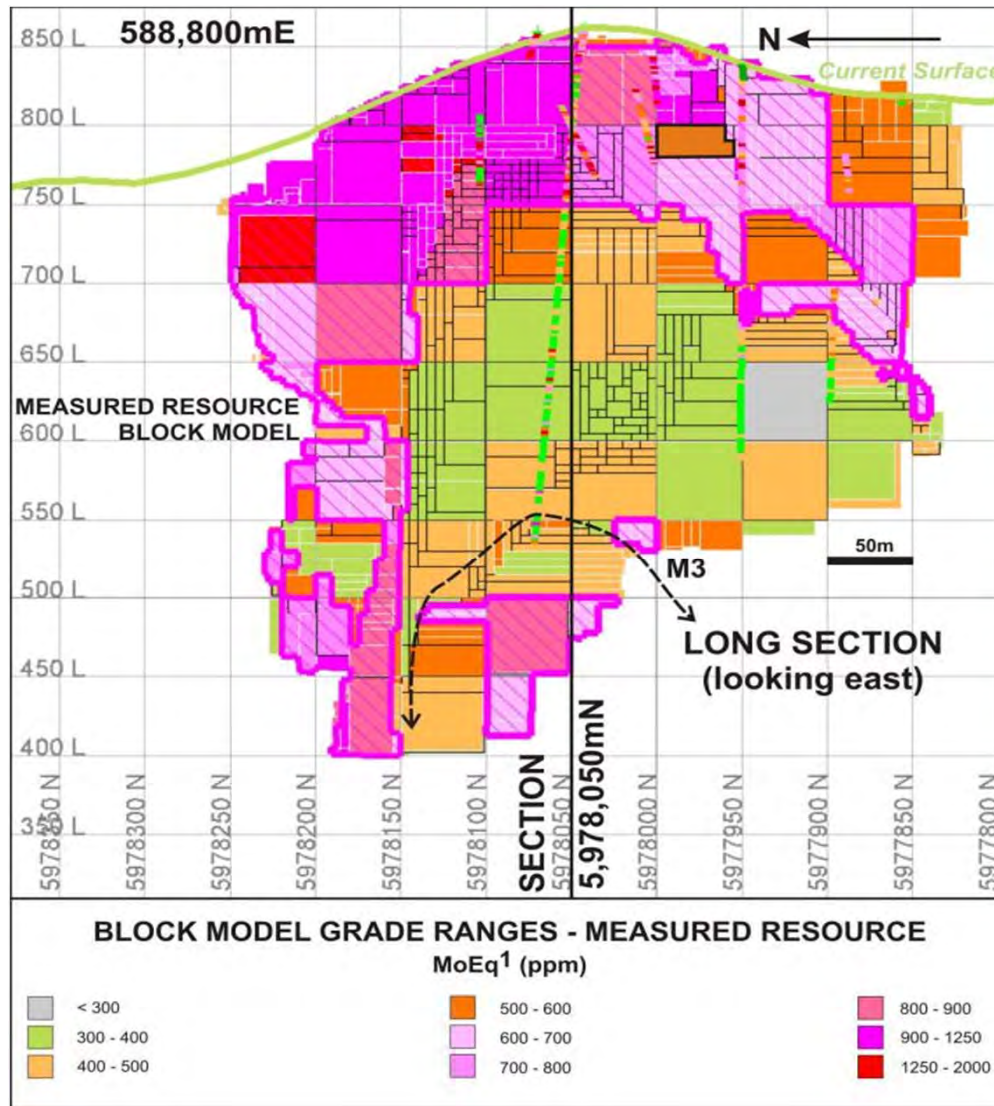 588,800mE
N
Current Surface
850 L
800 L
750 L
700 L
650 L
600 L
550 L
500 L
450 L
400 L
350 L
MEASURED RESOURCE
BLOCK MODEL
50m
M3
LONG SECTION
(looking east)
SECTION
5,978,050mN
5978350 N
5978300 N
5978250 N
5978200 N
5978150 N
5978100 N
5978050 N
5978000 N
5977950 N
5977900 N
5977850 N
5977800 N
BLOCK MODEL GRADE RANGES - MEASURED RESOURCE
MoEq¹ (ppm)
< 300
300 - 400
400 - 500
500 - 600
600 - 700
700 - 800
800 - 900
900 - 1250
1250 - 2000